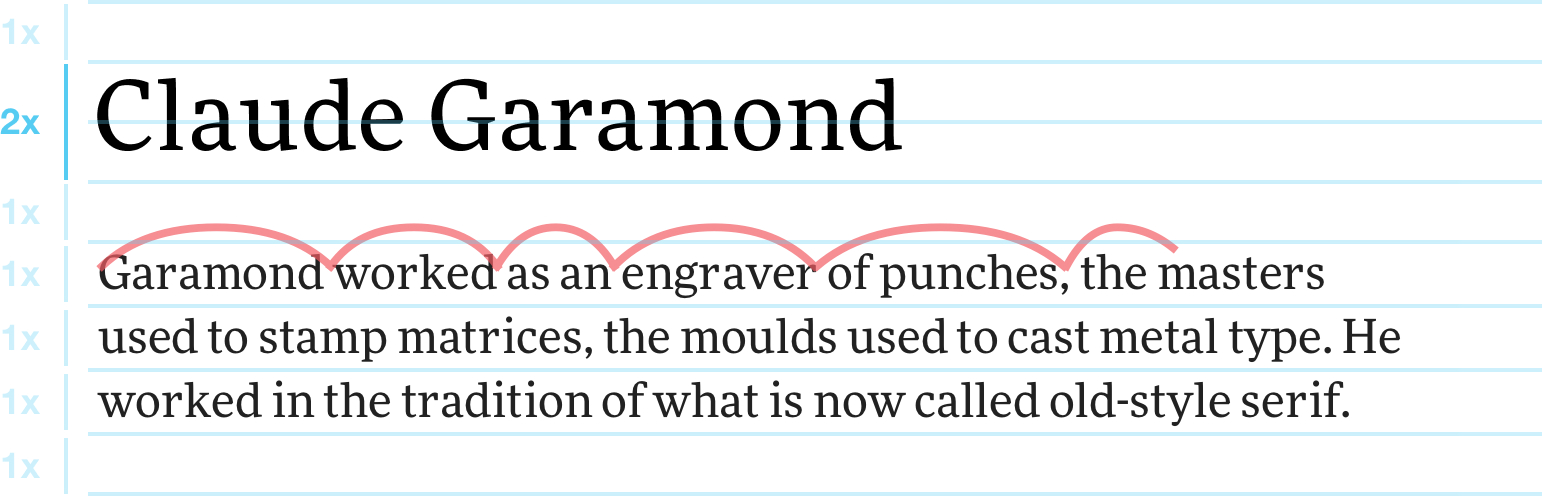 1x
2x
Claude Garamond
1x
1x
Garamond worked as an engraver of punches, the masters
1x
used to stamp matrices, the moulds used to cast metal type. He
1x
worked in the tradition of what is now called old-style serif.
1x